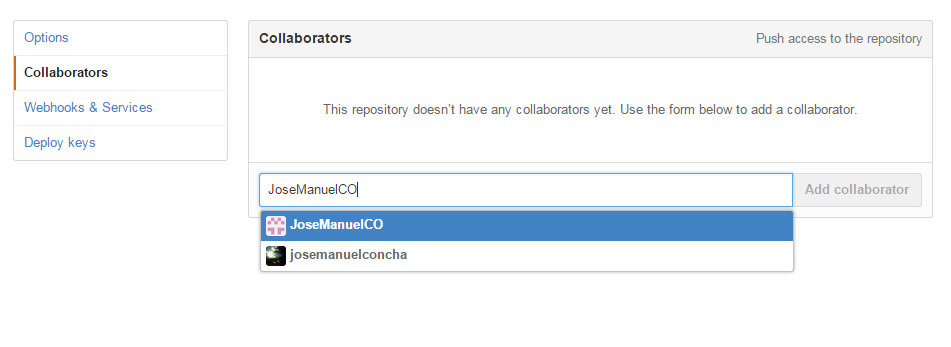 Options
Collaborators
Webhooks & Services
Deploy keys
Collaborators
Push access to the repository
This repository doesn't have any collaborators yet. Use the form below to add a collaborator.
JoseManuelCO
Add collaborator
JoseManuelCO
josemanuelconcha